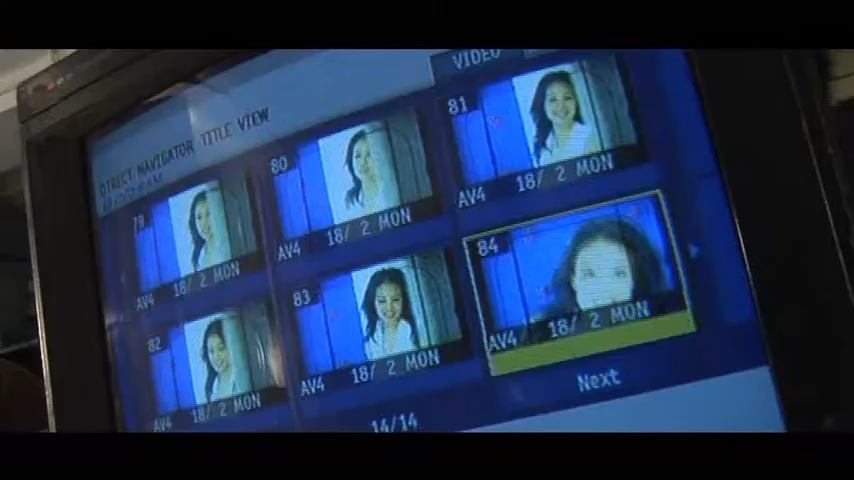 VIDEO
DIRECT NAVIGATOR TITLE VIEW
79
AV4 18/ 2 MON
80
AV4 18/ 2 MON
81
AV4 18/ 2 MON
82
AV4 18/ 2 MON
83
AV4 18/ 2 MON
84
AV4 18/ 2 MON
Next
14/14